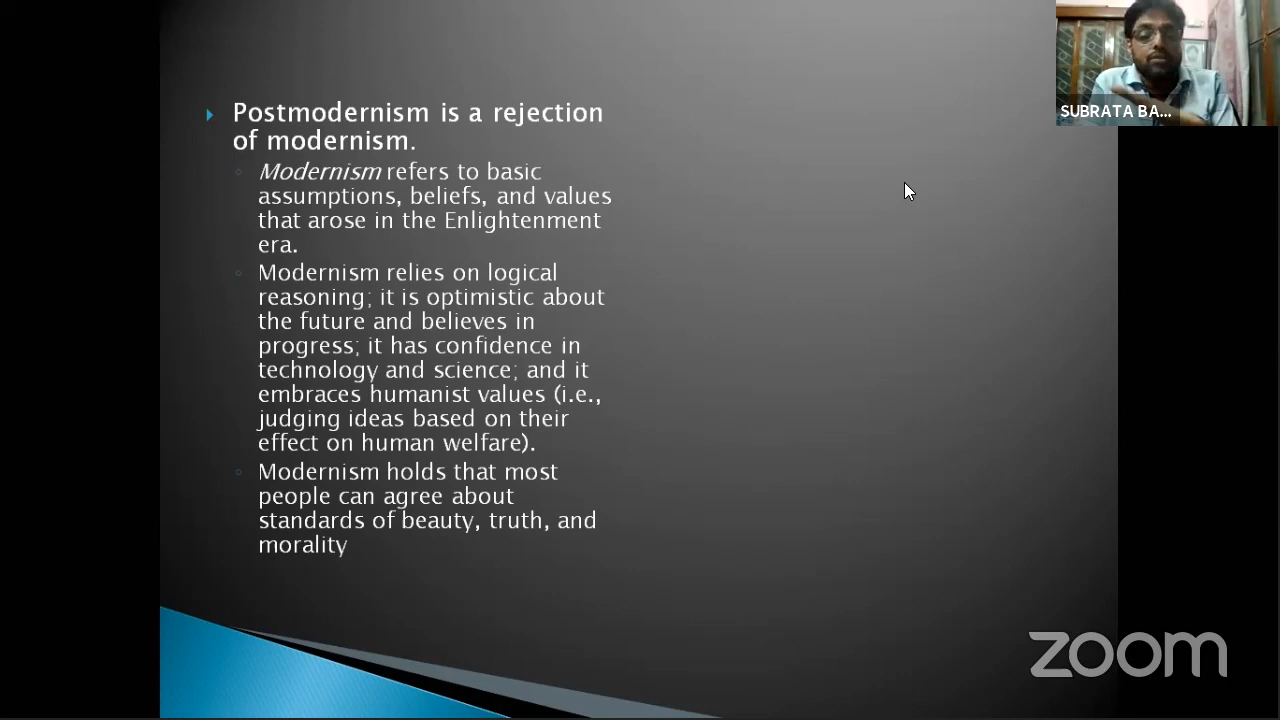 Postmodernism is a rejection
of modernism.
Modernism refers to basic
assumptions, beliefs, and values
that arose in the Enlightenment
era.
Modernism relies on logical
reasoning; it is optimistic about
the future and believes in
progress; it has confidence in
technology and science; and it
embraces humanist values (i.e.,
judging ideas based on their
effect on human welfare).
Modernism holds that most
people can agree about
standards of beauty, truth, and
morality
SUBRATA BA...
zoom